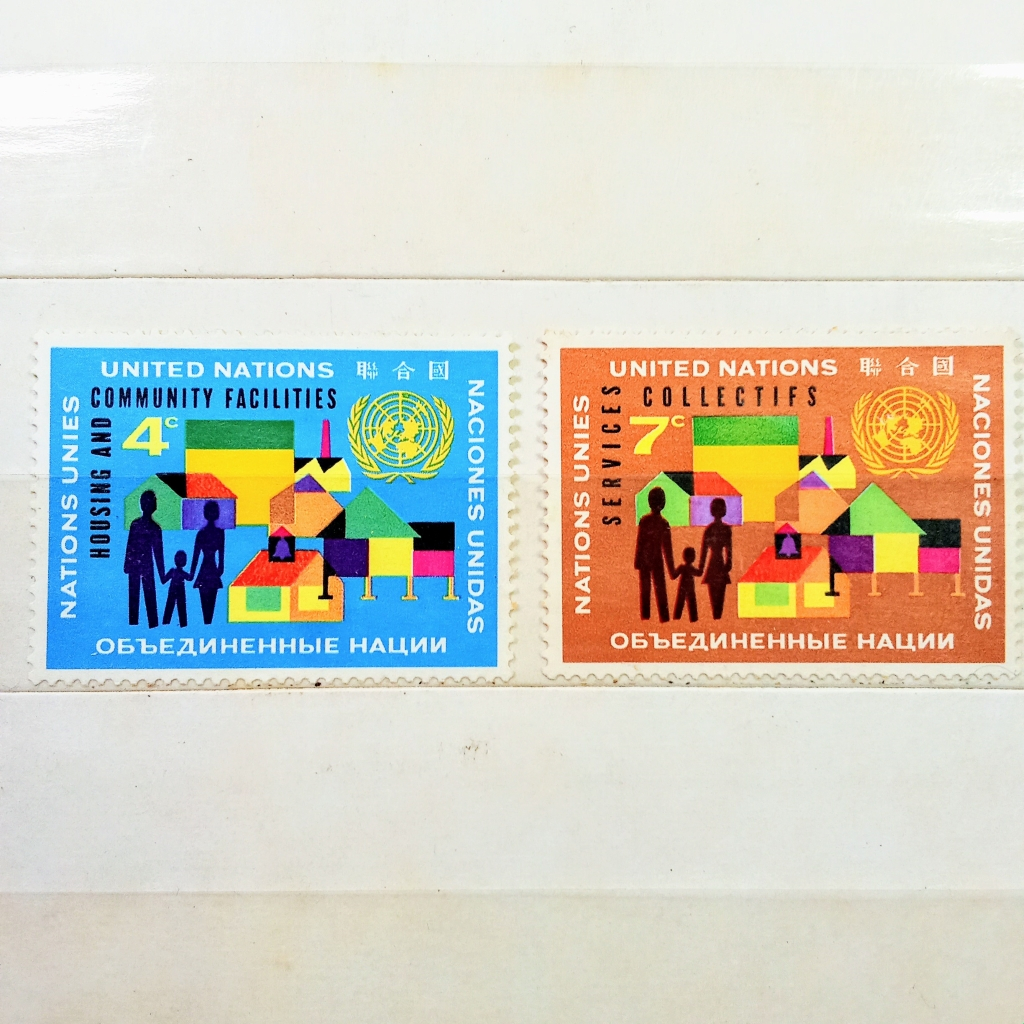 UNITED NATIONS 聯合國
COMMUNITY FACILITIES
HOUSING AND
4c
NATIONS UNIES
NACIONES UNIDAS
ОБЪЕДИНЕННЫЕ НАЦИИ
UNITED NATIONS 聯合國
SERVICES
COLLECTIFS
7c
NATIONS UNIES
NACIONES UNIDAS
ОБЪЕДИНЕННЫЕ НАЦИИ